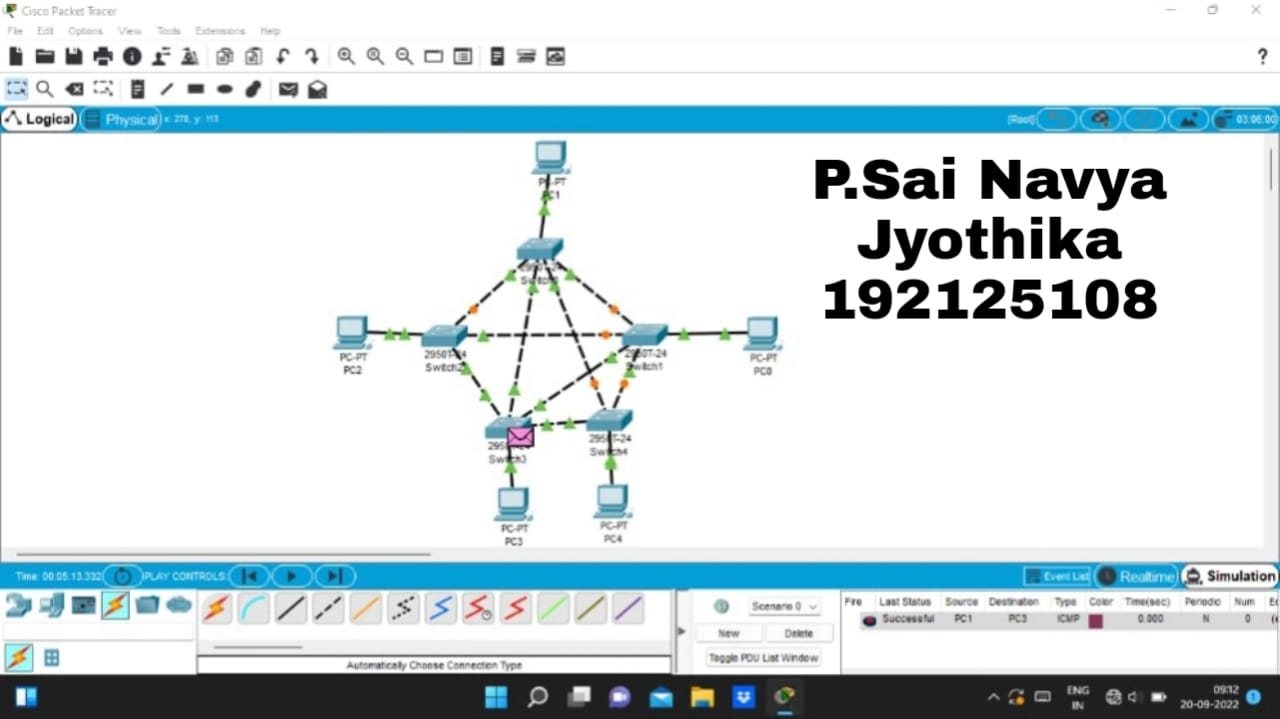 Cisco Packet Tracer
File Edit Options View Tools Extensions Help
?
Logical Physical x: 278, y: 113 [Root] 03:06:00
P.Sai Navya
Jyothika
192125108
PC-PT
PC1
2950T-24
PC-PT
PC2
2950T-24
Switch2
2950T-24
Switch1
PC-PT
PC0
Switch3
2950T-24
Switch4
PC-PT
PC3
PC-PT
PC4
Time: 00:05:13.332 PLAY CONTROLS: Event List Realtime Simulation
Scenario 0
New Delete
Toggle PDU List Window
Fire Last Status Source Destination Type Color Time(sec) Periodic Num
Successful PC1 PC3 ICMP 0.000 N 0
Automatically Choose Connection Type
ENG
IN
09:12
20-09-2022
1